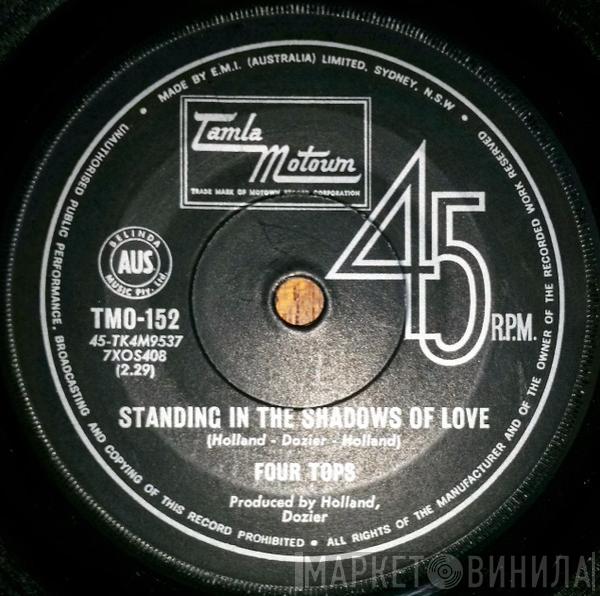 MADE BY E.M.I. (AUSTRALIA) LIMITED, SYDNEY, N.S.W.
UNAUTHORISED PUBLIC PERFORMANCE, BROADCASTING AND COPYING OF THIS RECORD PROHIBITED • ALL RIGHTS OF THE MANUFACTURER AND OF THE OWNER OF THE RECORDED WORK RESERVED
Tamla
Motown
TRADE MARK OF MOTOWN RECORD CORPORATION
45
R.P.M.
BELINDA
AUS
MUSIC Pty. Ltd.
TMO-152
45-TK4M9537
7XOS408
(2.29)
STANDING IN THE SHADOWS OF LOVE
(Holland - Dozier - Holland)
FOUR TOPS
Produced by Holland,
Dozier
МАРКЕТ ВИНИЛА